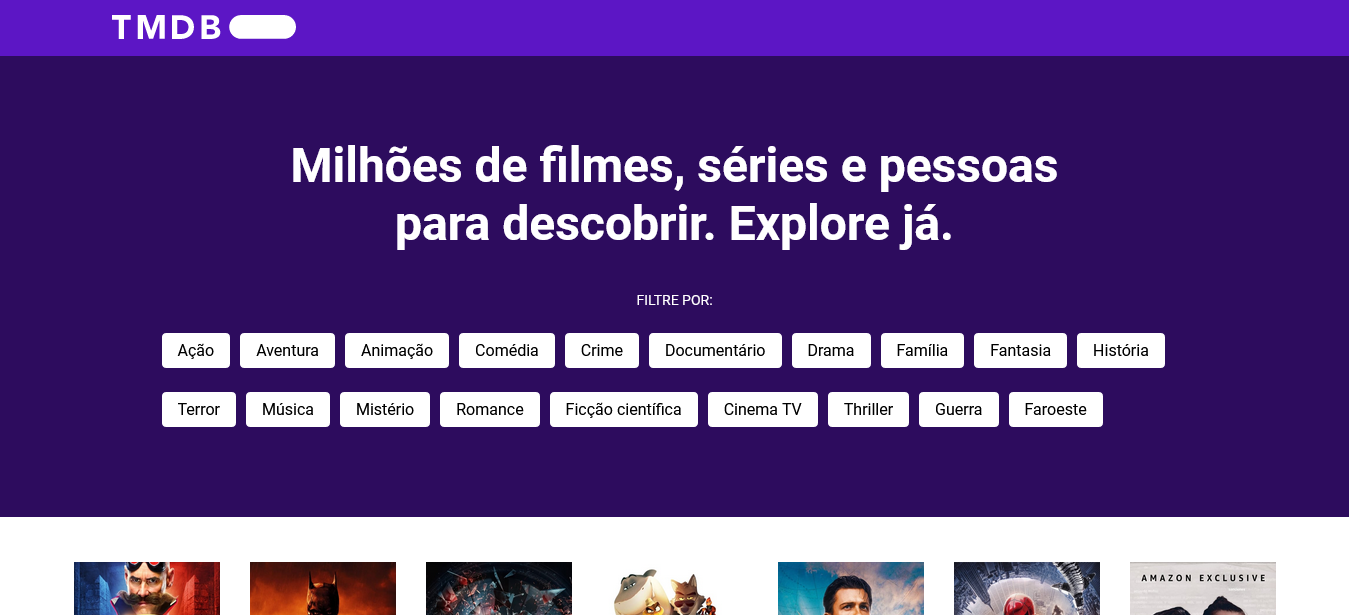 TMDB
Milhões de filmes, séries e pessoas
para descobrir. Explore já.
FILTRE POR:
Ação Aventura Animação Comédia Crime Documentário Drama Família Fantasia História
Terror Música Mistério Romance Ficção científica Cinema TV Thriller Guerra Faroeste
AMAZON EXCLUSIVE